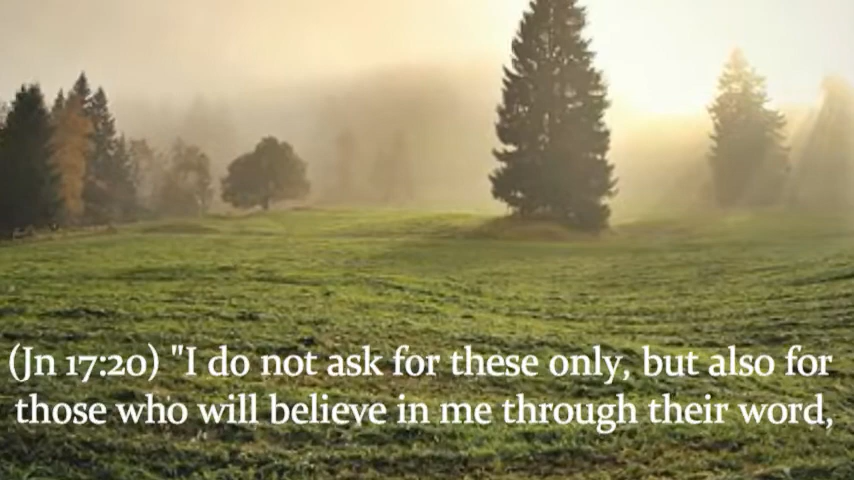 (Jn 17:20) "I do not ask for these only, but also for
those who will believe in me through their word,